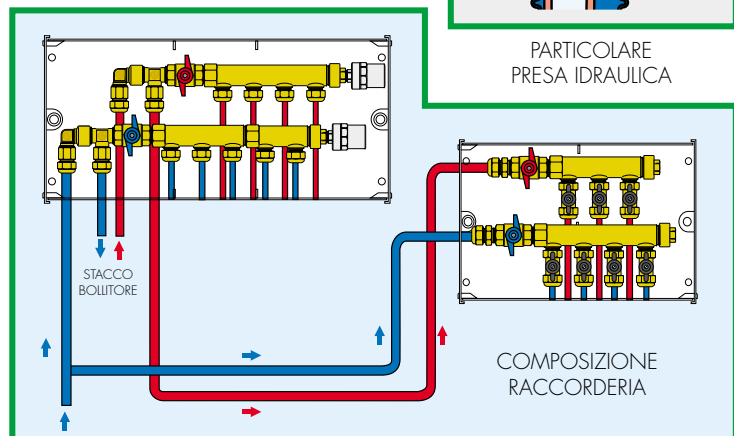 PARTICOLARE
PRESA IDRAULICA
STACCO
BOLLITORE
COMPOSIZIONE
RACCORDERIA